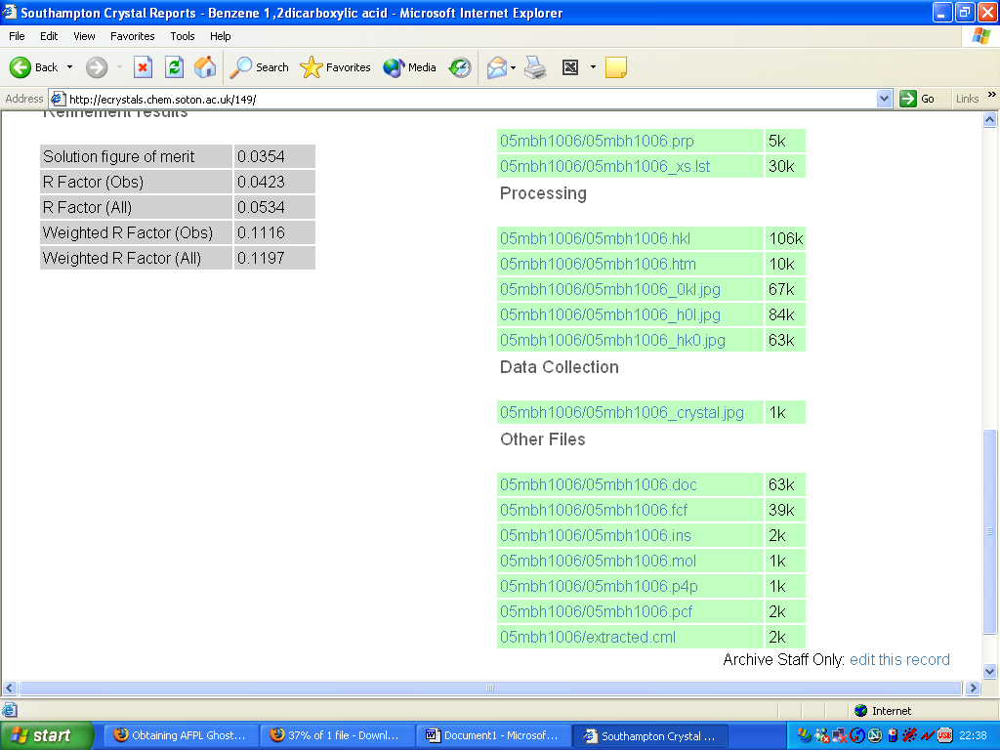 Southampton Crystal Reports - Benzene 1,2dicarboxylic acid - Microsoft Internet Explorer
File Edit View Favorites Tools Help
Back Search Favorites Media
Address http://ecrystals.chem.soton.ac.uk/149/ Go Links »
Refinement results
Solution figure of merit 0.0354
R Factor (Obs) 0.0423
R Factor (All) 0.0534
Weighted R Factor (Obs) 0.1116
Weighted R Factor (All) 0.1197
05mbh1006/05mbh1006.prp 5k
05mbh1006/05mbh1006_xs.lst 30k
Processing
05mbh1006/05mbh1006.hkl 106k
05mbh1006/05mbh1006.htm 10k
05mbh1006/05mbh1006_0kl.jpg 67k
05mbh1006/05mbh1006_h0l.jpg 84k
05mbh1006/05mbh1006_hk0.jpg 63k
Data Collection
05mbh1006/05mbh1006_crystal.jpg 1k
Other Files
05mbh1006/05mbh1006.doc 63k
05mbh1006/05mbh1006.fcf 39k
05mbh1006/05mbh1006.ins 2k
05mbh1006/05mbh1006.mol 1k
05mbh1006/05mbh1006.p4p 1k
05mbh1006/05mbh1006.pcf 2k
05mbh1006/extracted.cml 2k
Archive Staff Only: edit this record
Internet
start Obtaining AFPL Ghost... 37% of 1 file - Downl... Document1 - Microsof... Southampton Crystal ... 22:38